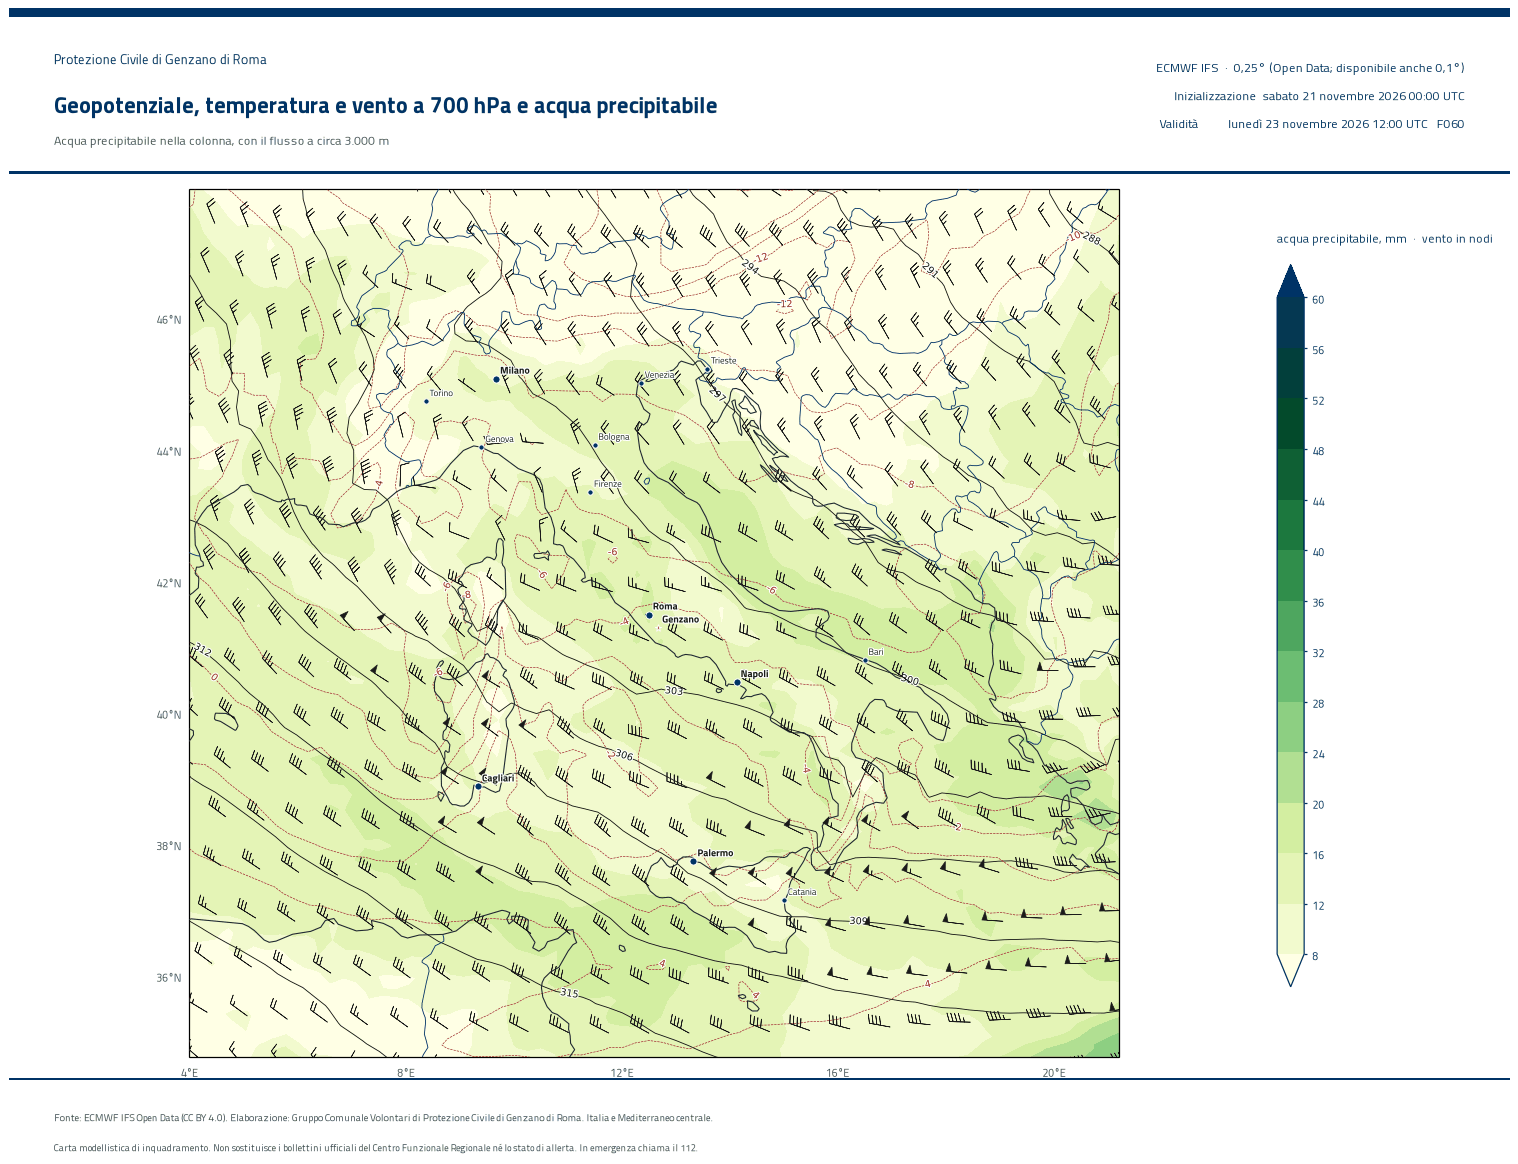 Protezione Civile di Genzano di Roma
Geopotenziale, temperatura e vento a 700 hPa e acqua precipitabile
Acqua precipitabile nella colonna, con il flusso a circa 3.000 m
ECMWF IFS · 0,25° (Open Data; disponibile anche 0,1°)
Inizializzazione sabato 21 novembre 2026 00:00 UTC
Validità lunedì 23 novembre 2026 12:00 UTC F060
acqua precipitabile, mm · vento in nodi
60
56
52
48
44
40
36
32
28
24
20
16
12
8
46°N
44°N
42°N
40°N
38°N
36°N
4°E
8°E
12°E
16°E
20°E
Milano
Torino
Venezia
Trieste
Genova
Bologna
Firenze
Roma
Genzano
Napoli
Bari
Cagliari
Palermo
Catania
288
291
294
297
300
303
306
309
312
315
-12
-12
-10
-8
-6
-4
-2
0
Fonte: ECMWF IFS Open Data (CC BY 4.0). Elaborazione: Gruppo Comunale Volontari di Protezione Civile di Genzano di Roma. Italia e Mediterraneo centrale.
Carta modellistica di inquadramento. Non sostituisce i bollettini ufficiali del Centro Funzionale Regionale né lo stato di allerta. In emergenza chiama il 112.